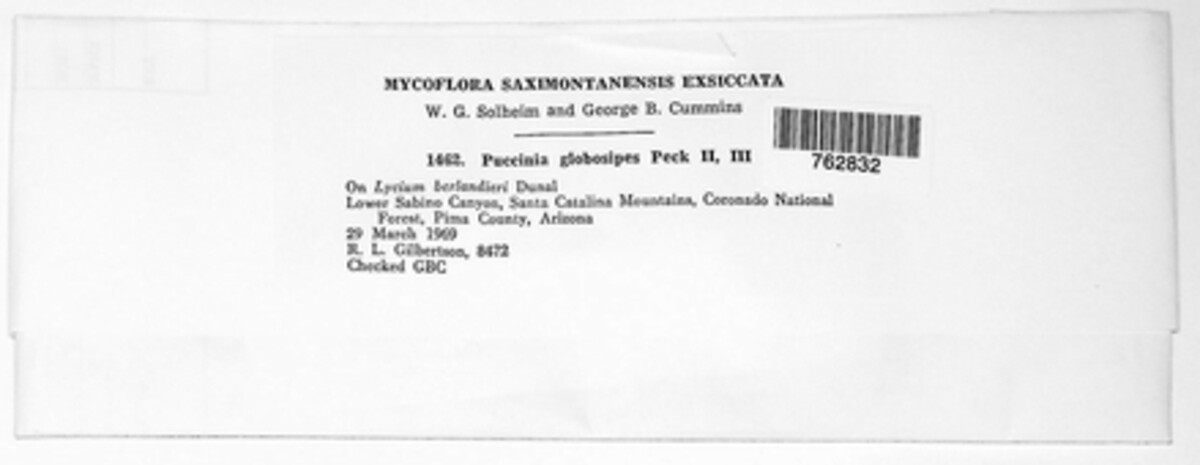 MYCOFLORA SAXIMONTANENSIS EXSICCATA
W. G. Solheim and George B. Cummins
1462. Puccinia globosipes Peck II, III
762832
On Lycium berlandieri Dunal
Lower Sabino Canyon, Santa Catalina Mountains, Coronado National
Forest, Pima County, Arizona
29 March 1969
R. L. Gilbertson, 8472
Checked GBC